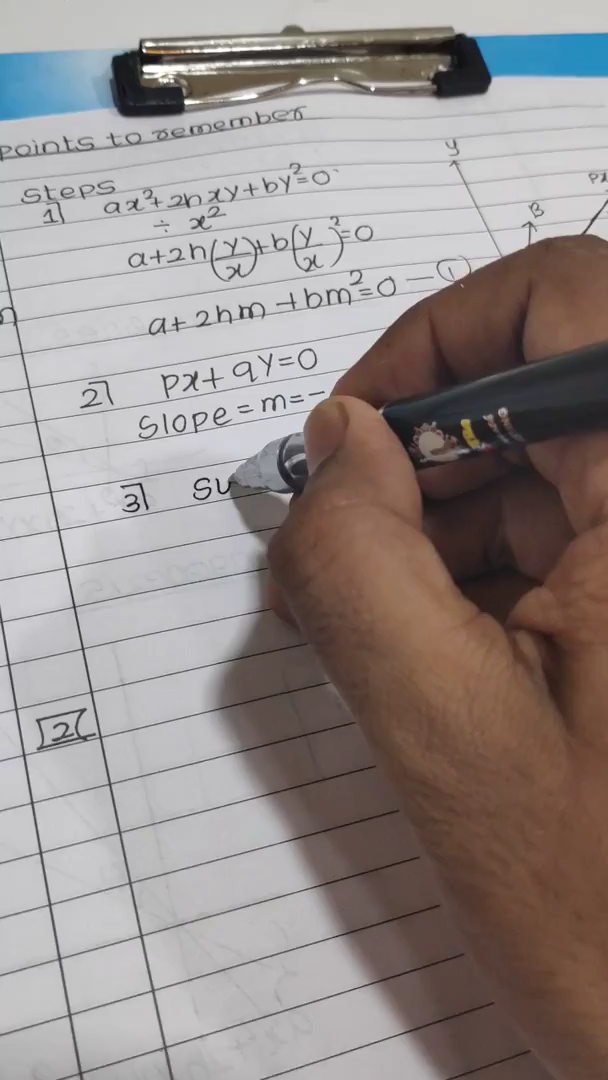 points to remember
Steps
1] ax²+2hxy+by²=0
÷ x²
a+2h(y/x)+b(y/x)²=0
a+2hm+bm²=0 — ①
2] px+qy=0
Slope=m=-
3] Su
2(
y
B
px